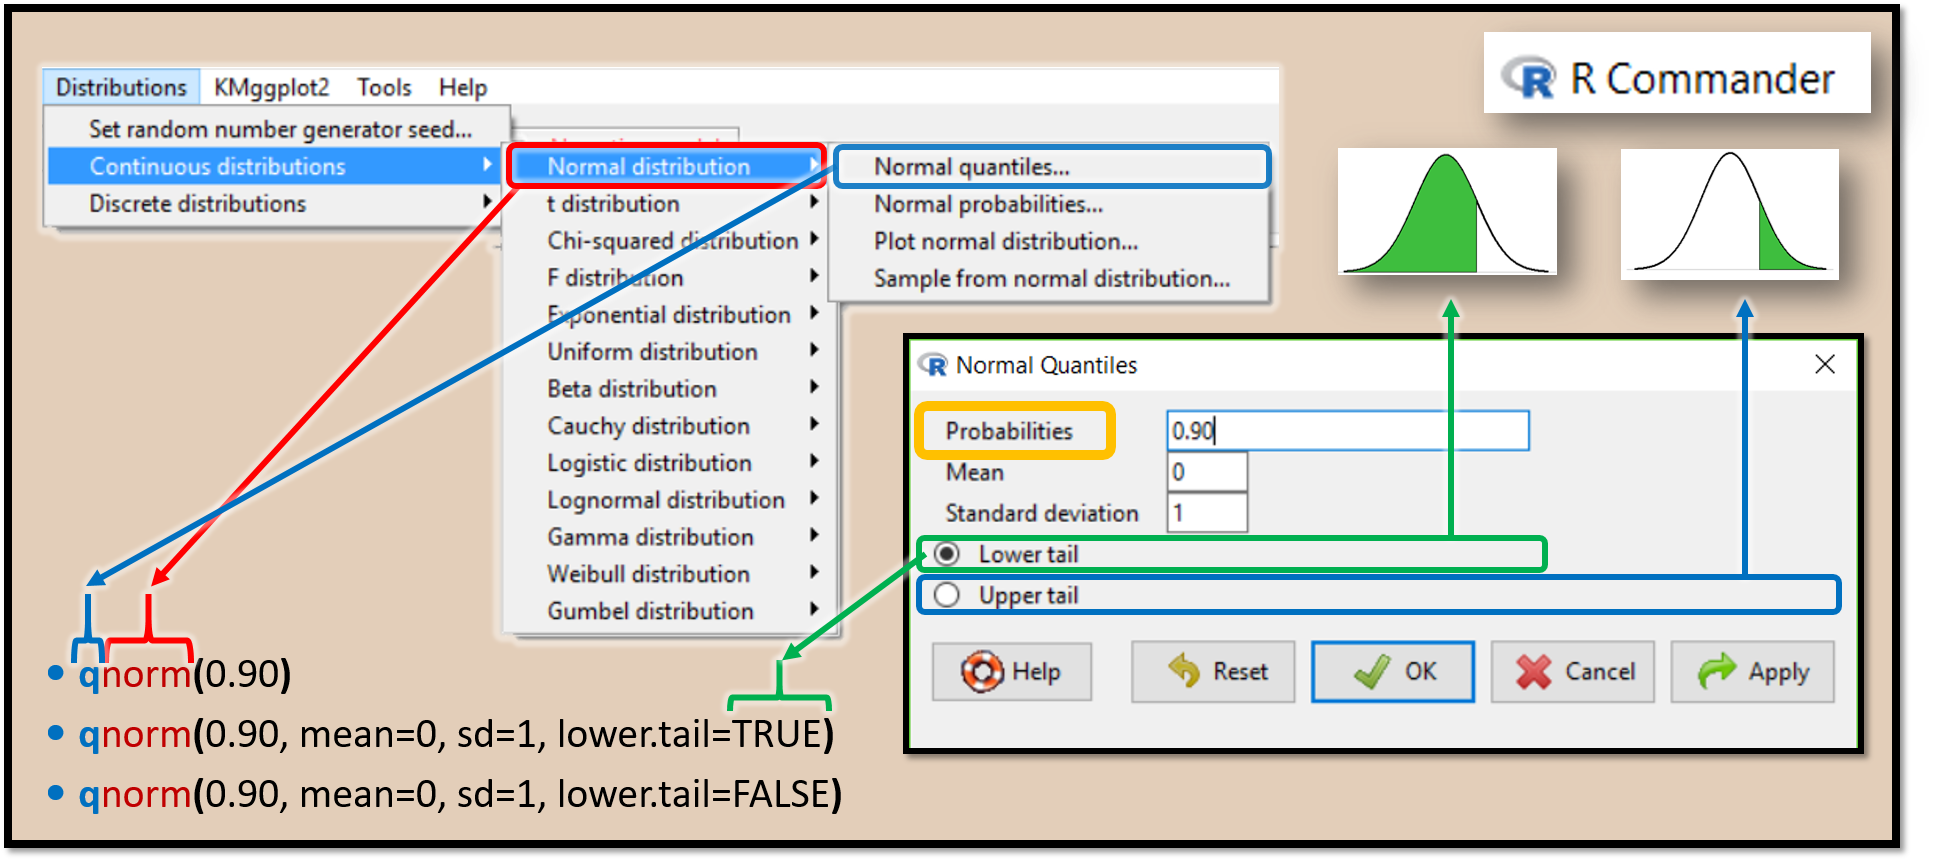 R Commander
Distributions KMggplot2 Tools Help
Set random number generator seed...
Continuous distributions
Discrete distributions
Normal distribution
t distribution
Chi-squared distribution
F distribution
Exponential distribution
Uniform distribution
Beta distribution
Cauchy distribution
Logistic distribution
Lognormal distribution
Gamma distribution
Weibull distribution
Gumbel distribution
Normal quantiles...
Normal probabilities...
Plot normal distribution...
Sample from normal distribution...
R Normal Quantiles
Probabilities 0.90
Mean 0
Standard deviation 1
Lower tail
Upper tail
Help Reset OK Cancel Apply
• qnorm(0.90)
• qnorm(0.90, mean=0, sd=1, lower.tail=TRUE)
• qnorm(0.90, mean=0, sd=1, lower.tail=FALSE)